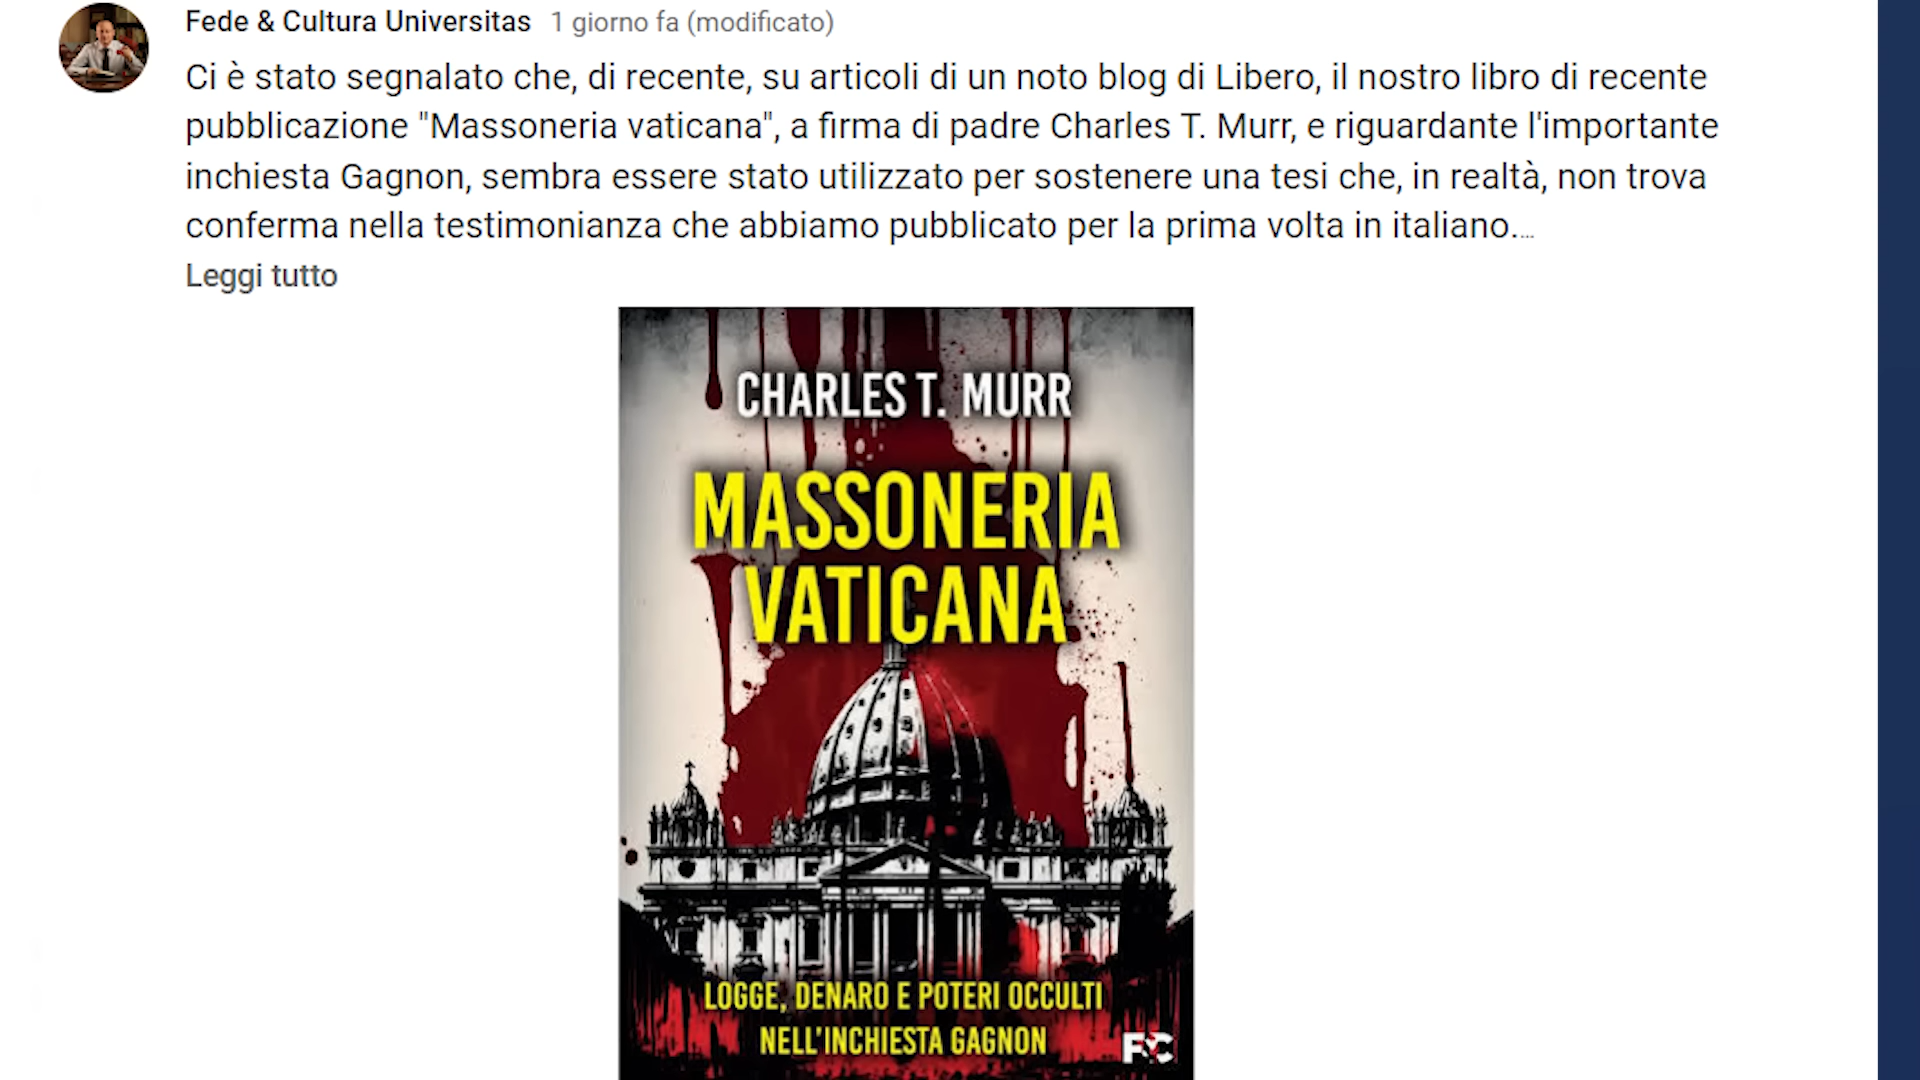 Fede & Cultura Universitas 1 giorno fa (modificato)
Ci è stato segnalato che, di recente, su articoli di un noto blog di Libero, il nostro libro di recente
pubblicazione "Massoneria vaticana", a firma di padre Charles T. Murr, e riguardante l'importante
inchiesta Gagnon, sembra essere stato utilizzato per sostenere una tesi che, in realtà, non trova
conferma nella testimonianza che abbiamo pubblicato per la prima volta in italiano....
Leggi tutto
CHARLES T. MURR
MASSONERIA
VATICANA
LOGGE, DENARO E POTERI OCCULTI
NELL'INCHIESTA GAGNON
F&C